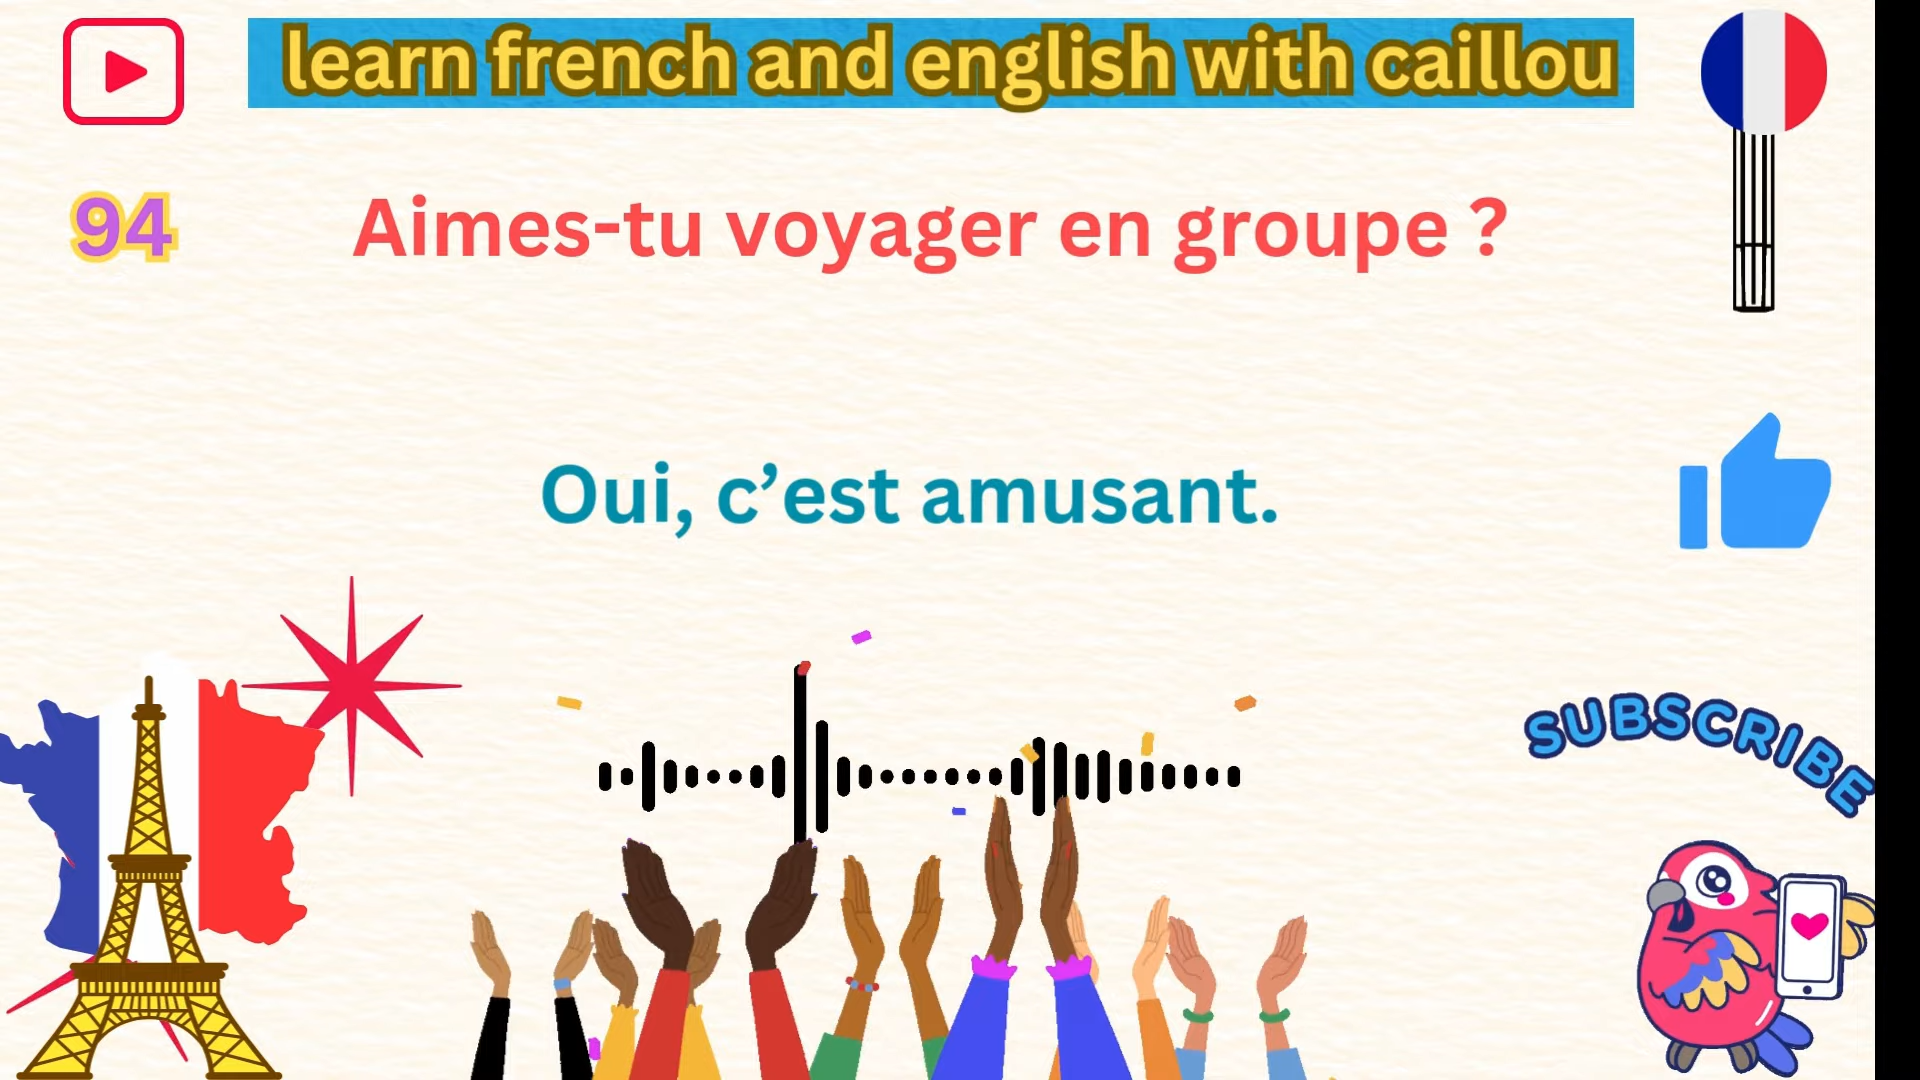 learn french and english with caillou
94
Aimes-tu voyager en groupe ?
Oui, c’est amusant.
SUBSCRIBE